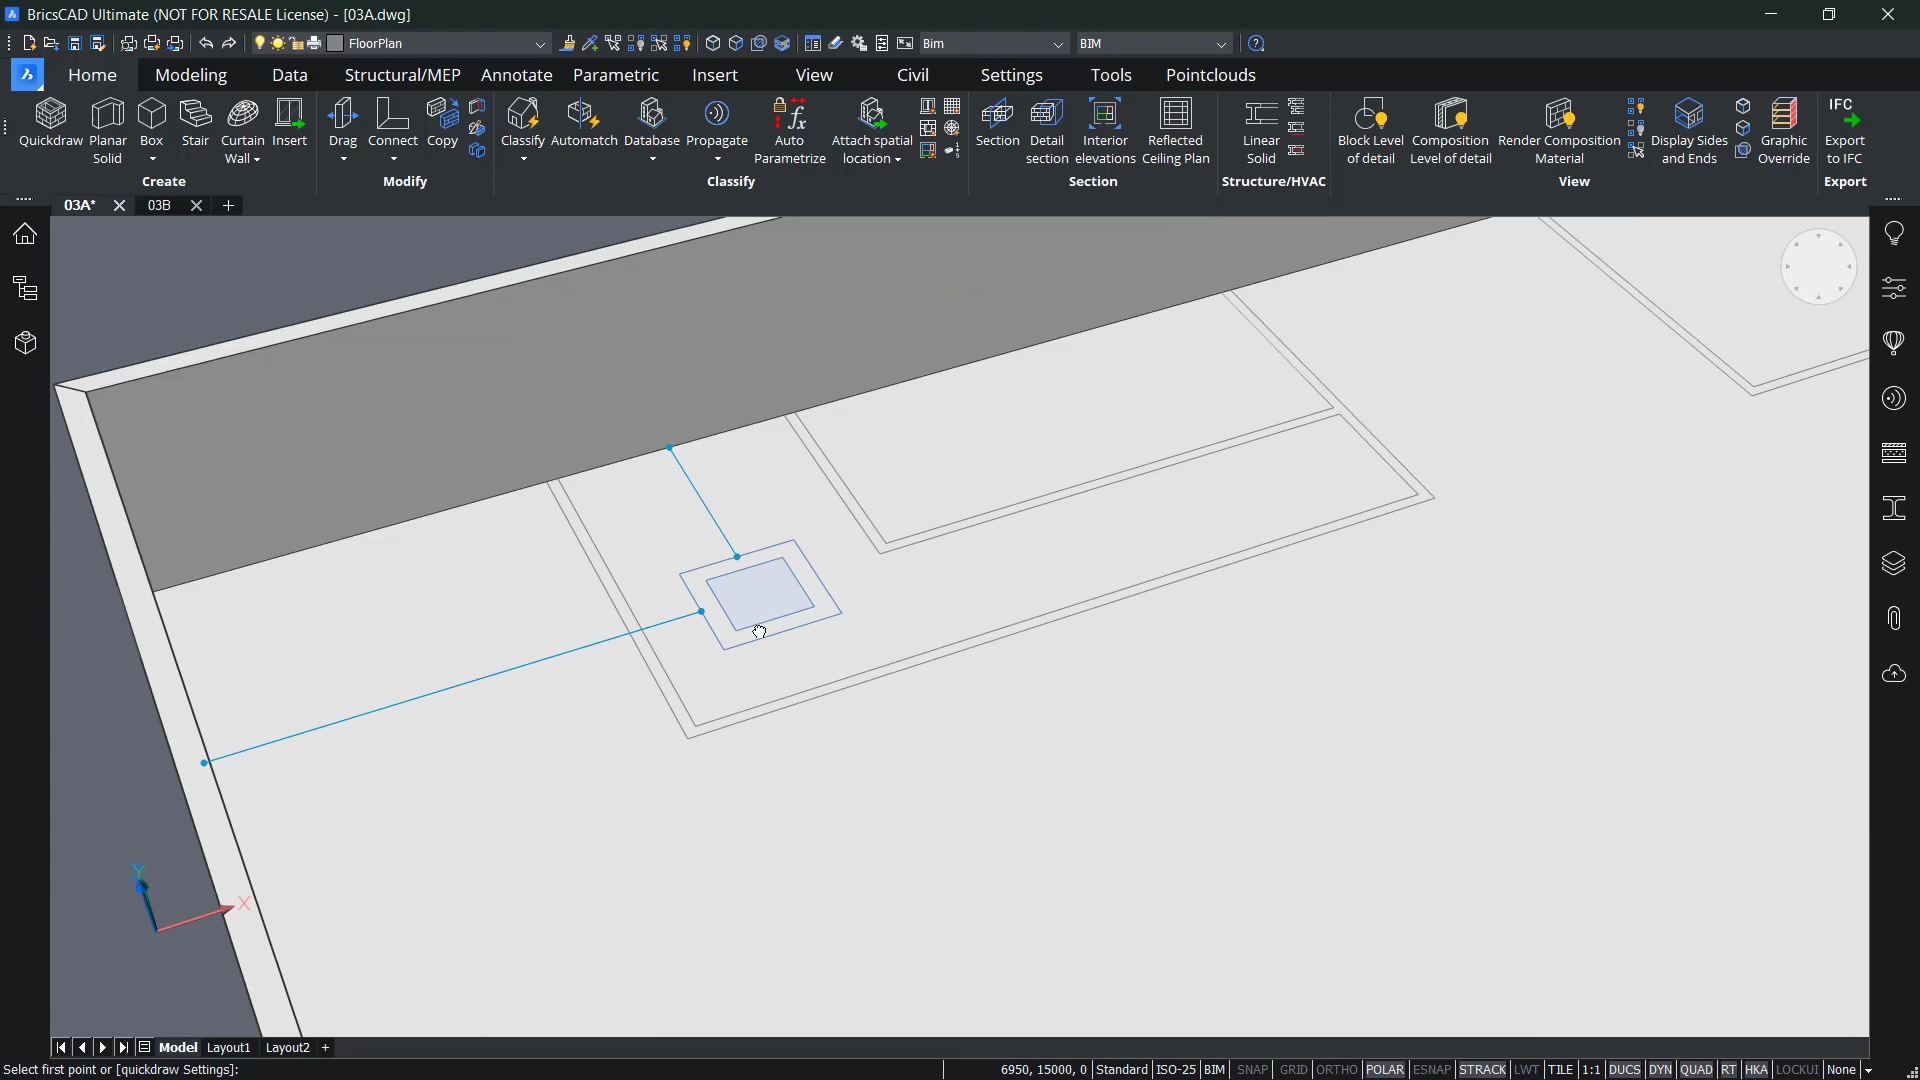 BricsCAD Ultimate (NOT FOR RESALE License) - [03A.dwg]
FloorPlan
Bim
BIM
Home
Modeling
Data
Structural/MEP
Annotate
Parametric
Insert
View
Civil
Settings
Tools
Pointclouds
Quickdraw
Planar
Solid
Box
Stair
Curtain
Wall
Insert
Create
Drag
Connect
Copy
Modify
Classify
Automatch
Database
Propagate
Auto
Parametrize
Attach spatial
location
Classify
Section
Detail
section
Interior
elevations
Reflected
Ceiling Plan
Section
Linear
Solid
Structure/HVAC
Block Level
of detail
Composition
Level of detail
Render Composition
Material
Display Sides
and Ends
Graphic
Override
View
IFC
Export
to IFC
Export
03A*
03B
Y
X
Model
Layout1
Layout2
Select first point or [quickdraw Settings]:
6950, 15000, 0
Standard
ISO-25
BIM
SNAP
GRID
ORTHO
POLAR
ESNAP
STRACK
LWT
TILE
1:1
DUCS
DYN
QUAD
RT
HKA
LOCKUI
None